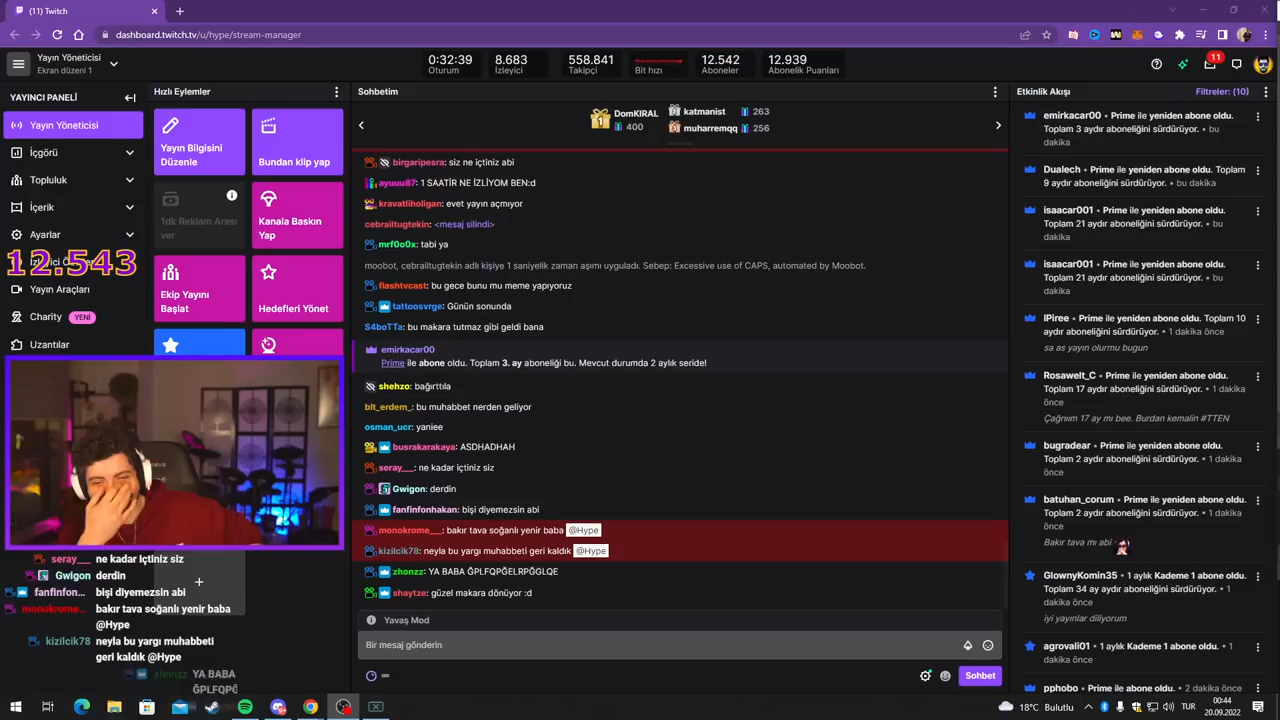 (11) Twitch
dashboard.twitch.tv/u/hype/stream-manager
Yayın Yöneticisi
Ekran düzeni 1
0:32:39
Oturum
8.683
İzleyici
558.841
Takipçi
Bit hızı
12.542
Aboneler
12.939
Abonelik Puanları
11
YAYINCI PANELİ
Yayın Yöneticisi
İçgörü
Topluluk
İçerik
Ayarlar
12.543
Yayın Araçları
Charity YENİ
Uzantılar
Hızlı Eylemler
Yayın Bilgisini
Düzenle
Bundan klip yap
1dk Reklam Arası
ver
Kanala Baskın
Yap
Ekip Yayını
Başlat
Hedefleri Yönet
seray___ ne kadar içtiniz siz
Gwigon derdin
fanfinfon... bişi diyemezsin abi
monokrome... bakır tava soğanlı yenir baba
@Hype
kizilcik78 neyla bu yargı muhabbeti
geri kaldık @Hype
zhonzz YA BABA
ĞPLFQPĞ
Sohbetim
DomKIRAL
400
katmanist 263
muharremqq 256
birgaripesra: siz ne içtiniz abi
ayuuu87: 1 SAATİR NE İZLİYOM BEN:d
kravatliholigan: evet yayın açmıyor
cebrailtugtekin: <mesaj silindi>
mrf0o0x: tabi ya
moobot, cebrailtugtekin adlı kişiye 1 saniyelik zaman aşımı uyguladı. Sebep: Excessive use of CAPS, automated by Moobot.
flashtvcast: bu gece bunu mu meme yapıyoruz
tattoosvrge: Günün sonunda
S4boTTa: bu makara tutmaz gibi geldi bana
emirkacar00
Prime ile abone oldu. Toplam 3. ay aboneliği bu. Mevcut durumda 2 aylık seride!
shehzo: bağırttıla
blt_erdem_: bu muhabbet nerden geliyor
osman_ucr: yaniee
busrakarakaya: ASDHADHAH
seray___: ne kadar içtiniz siz
Gwigon: derdin
fanfinfonhakan: bişi diyemezsin abi
monokrome___: bakır tava soğanlı yenir baba @Hype
kizilcik78: neyla bu yargı muhabbeti geri kaldık @Hype
zhonzz: YA BABA ĞPLFQPĞELRPĞGLQE
shaytze: güzel makara dönüyor :d
Yavaş Mod
Bir mesaj gönderin
Sohbet
Etkinlik Akışı
Filtreler: (10)
emirkacar00 • Prime ile yeniden abone oldu.
Toplam 3 aydır aboneliğini sürdürüyor. • bu
dakika
Dualech • Prime ile yeniden abone oldu. Toplam
9 aydır aboneliğini sürdürüyor. • bu dakika
isaacar001 • Prime ile yeniden abone oldu.
Toplam 21 aydır aboneliğini sürdürüyor. • bu
dakika
isaacar001 • Prime ile yeniden abone oldu.
Toplam 21 aydır aboneliğini sürdürüyor. • bu
dakika
IPiree • Prime ile yeniden abone oldu. Toplam 10
aydır aboneliğini sürdürüyor. • 1 dakika önce
sa as yayın olurmu bugun
Rosawelt_C • Prime ile yeniden abone oldu.
Toplam 17 aydır aboneliğini sürdürüyor. • 1 dakika
önce
Çağrıım 17 ay mı bee. Burdan kemalin #TTEN
bugradear • Prime ile yeniden abone oldu.
Toplam 2 aydır aboneliğini sürdürüyor. • 1 dakika
önce
batuhan_corum • Prime ile yeniden abone oldu.
Toplam 2 aydır aboneliğini sürdürüyor. • 1 dakika
önce
Bakır tava mı abi
GlownyKomin35 • 1 aylık Kademe 1 abone oldu.
Toplam 34 ay aboneliğini sürdürüyor. • 1 dakika
önce
iyi yayınlar diliyorum
agrovali01 • 1 aylık Kademe 1 abone oldu. • 1
dakika önce
pphobo • Prime ile yeniden abone oldu. • 2 dakika önce
18°C Bulutlu
TUR
00:44
20.09.2022